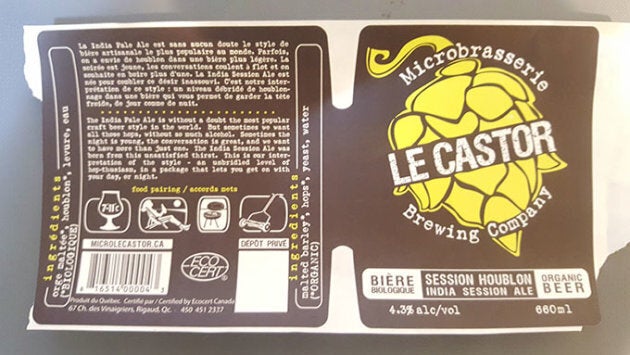 La India Pale Ale est sans aucun doute le style de
bière artisanale le plus populaire au monde. Parfois,
on a envie de houblon dans une bière plus légère. La
soirée est jeune, les conversations coulent à flot et on
souhaite en boire plus d'une. La India Session Ale est
née pour combler ce désir inassouvi. C'est notre inter-
prétation de ce style : un niveau débridé de houblon-
nage dans une bière qui vous permet de garder la tête
froide, de jour comme de nuit.
The India Pale Ale is without a doubt the most popular
craft beer style in the world. But sometimes we want
all those hops, without so much alcohol. Sometimes the
night is young, the conversation is great, and we want
to have more than just one. The India Session Ale was
born from this unsatisfied thirst. This is our inter-
pretation of the style - an unbridled level of
hop-thusiasm, in a package that lets you get on with
your day, or night.
food pairing / accords mets
7-11c
ingrédients
orge maltée*, houblon*, levure, eau
(*BIOLOGIQUE)
ingredients
malted barley*, hops*, yeast, water
(*ORGANIC)
MICROLECASTOR.CA
DÉPÔT PRIVÉ
ECO
CERT
8 16514 00004 3
Produit du Québec. Certifié par / Certified by Ecocert Canada
67 Ch. des Vinaigriers, Rigaud, Qc. 450 451 2337
Microbrasserie
LE CASTOR
Brewing Company
BIÈRE
BIOLOGIQUE
SESSION HOUBLON
INDIA SESSION ALE
ORGANIC
BEER
4.3% alc/vol
660ml